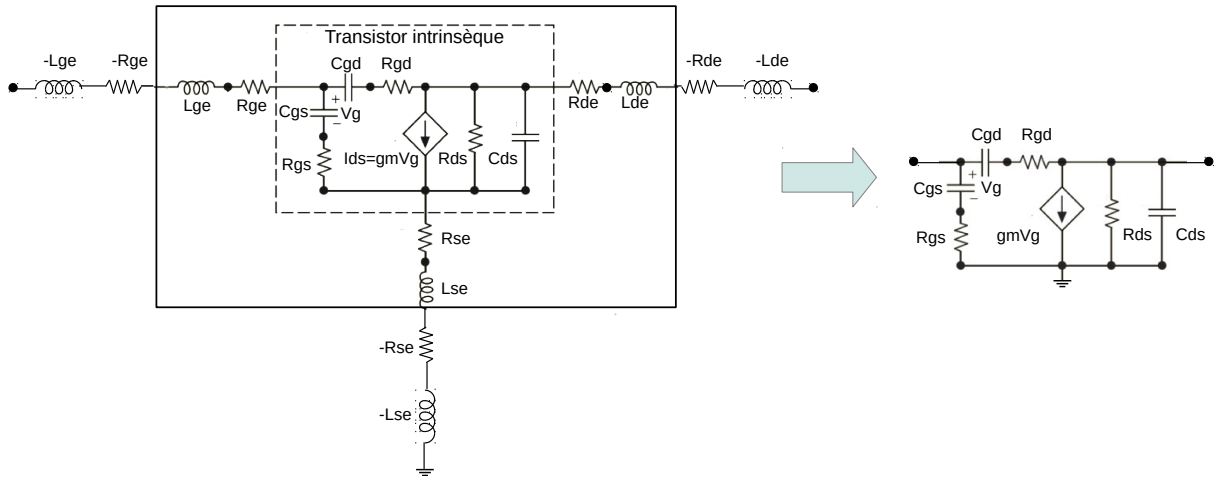 Transistor intrinsèque
-Lge
-Rge
Lge
Rge
Cgd
Rgd
Cgs
+
Vg
−
Rgs
Ids=gmVg
Rds
Cds
Rde
Lde
-Rde
-Lde
Rse
Lse
-Rse
-Lse
Cgd
Rgd
Cgs
+
Vg
−
Rgs
gmVg
Rds
Cds